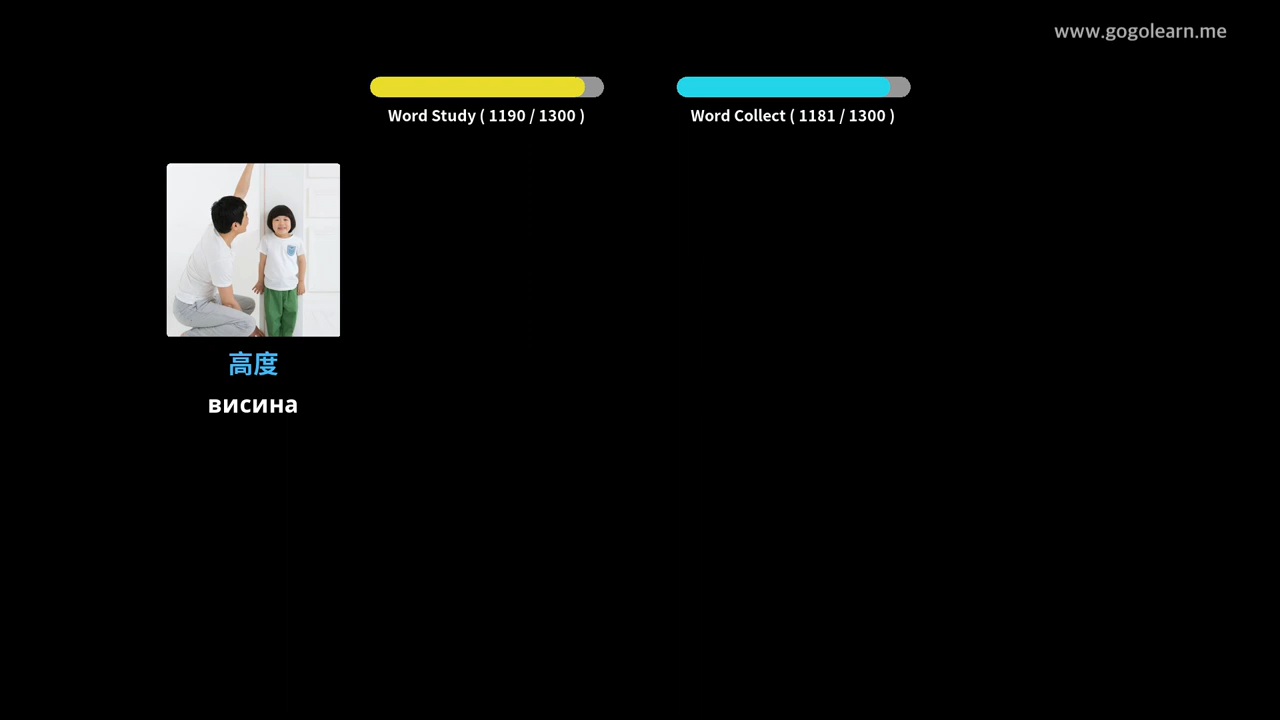 www.gogolearn.me
Word Study ( 1190 / 1300 )
Word Collect ( 1181 / 1300 )
高度
висина